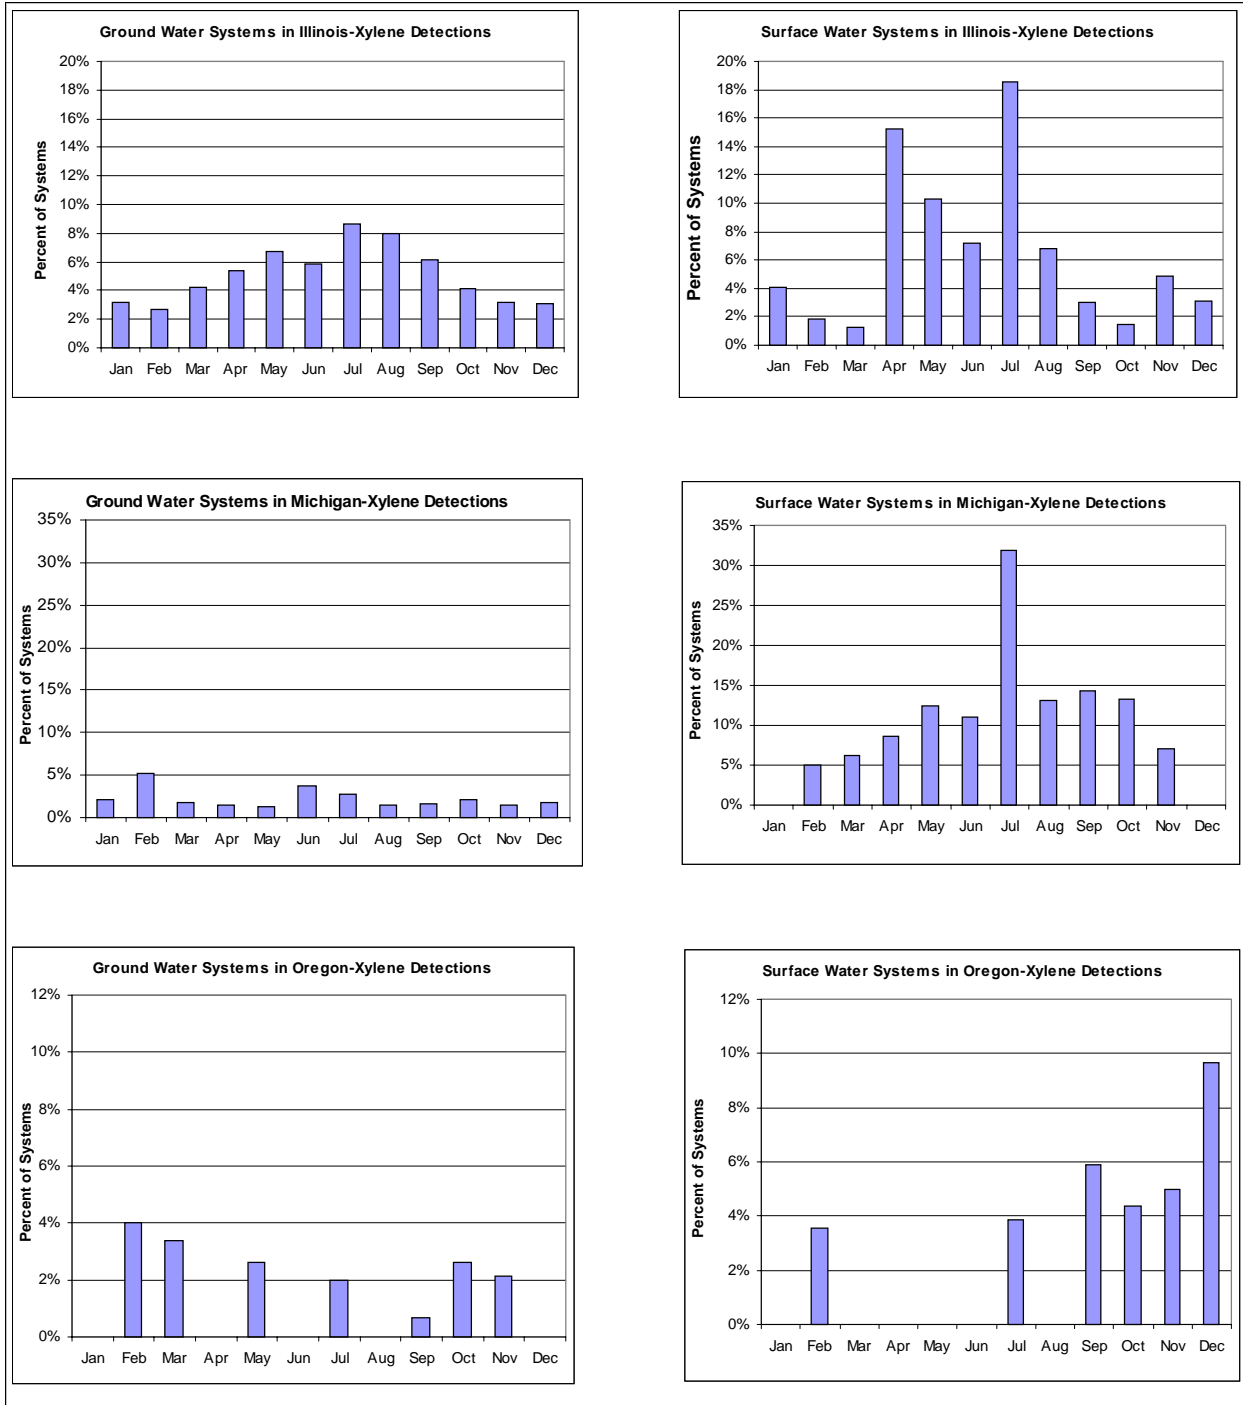 Ground Water Systems in Illinois-Xylene Detections
Percent of Systems
20%
18%
16%
14%
12%
10%
8%
6%
4%
2%
0%
Jan Feb Mar Apr May Jun Jul Aug Sep Oct Nov Dec
Surface Water Systems in Illinois-Xylene Detections
Percent of Systems
20%
18%
16%
14%
12%
10%
8%
6%
4%
2%
0%
Jan Feb Mar Apr May Jun Jul Aug Sep Oct Nov Dec
Ground Water Systems in Michigan-Xylene Detections
Percent of Systems
35%
30%
25%
20%
15%
10%
5%
0%
Jan Feb Mar Apr May Jun Jul Aug Sep Oct Nov Dec
Surface Water Systems in Michigan-Xylene Detections
Percent of Systems
35%
30%
25%
20%
15%
10%
5%
0%
Jan Feb Mar Apr May Jun Jul Aug Sep Oct Nov Dec
Ground Water Systems in Oregon-Xylene Detections
Percent of Systems
12%
10%
8%
6%
4%
2%
0%
Jan Feb Mar Apr May Jun Jul Aug Sep Oct Nov Dec
Surface Water Systems in Oregon-Xylene Detections
Percent of Systems
12%
10%
8%
6%
4%
2%
0%
Jan Feb Mar Apr May Jun Jul Aug Sep Oct Nov Dec